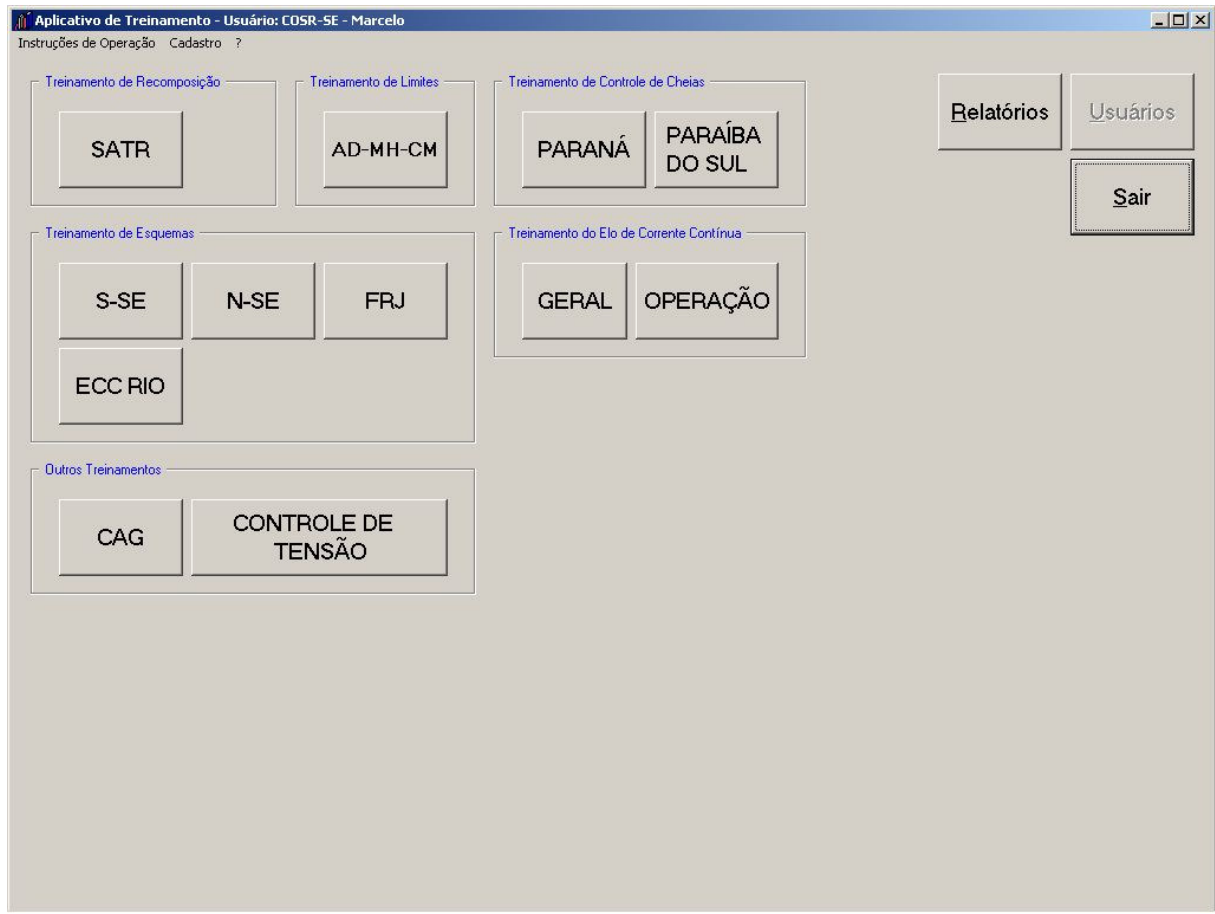 Aplicativo de Treinamento - Usuário: COSR-SE - Marcelo
Instruções de Operação Cadastro ?
Treinamento de Recomposição
SATR
Treinamento de Limites
AD-MH-CM
Treinamento de Controle de Cheias
PARANÁ
PARAÍBA
DO SUL
Relatórios
Usuários
Sair
Treinamento de Esquemas
S-SE
N-SE
FRJ
ECC RIO
Treinamento do Elo de Corrente Contínua
GERAL
OPERAÇÃO
Outros Treinamentos
CAG
CONTROLE DE
TENSÃO